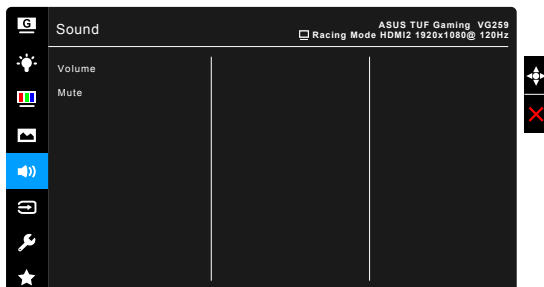 G
Sound
ASUS TUF Gaming VG259
Racing Mode HDMI2 1920x1080@ 120Hz
Volume
Mute